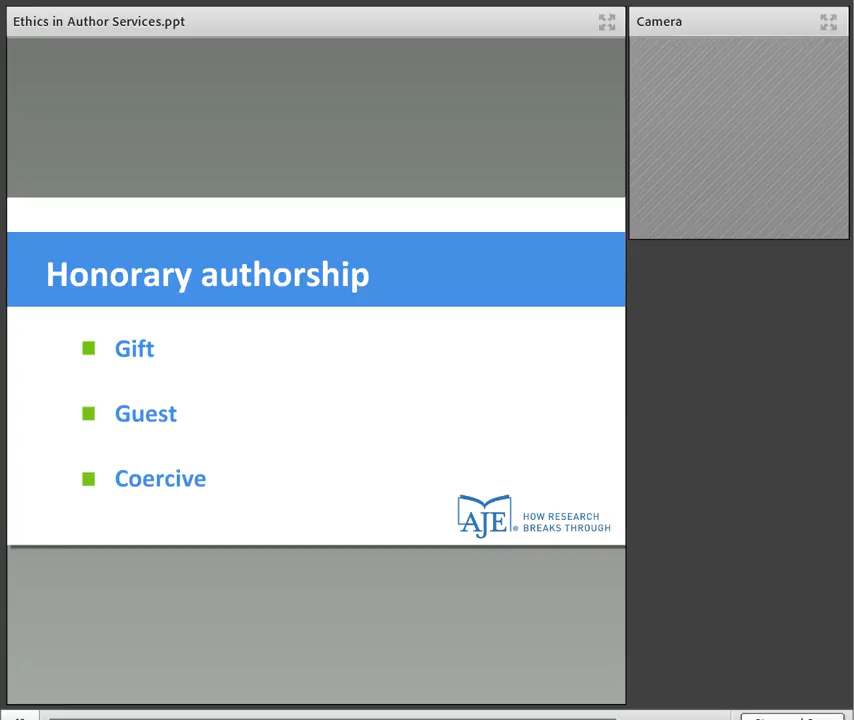 Ethics in Author Services.ppt
Camera
Honorary authorship
Gift
Guest
Coercive
AJE® HOW RESEARCH
BREAKS THROUGH